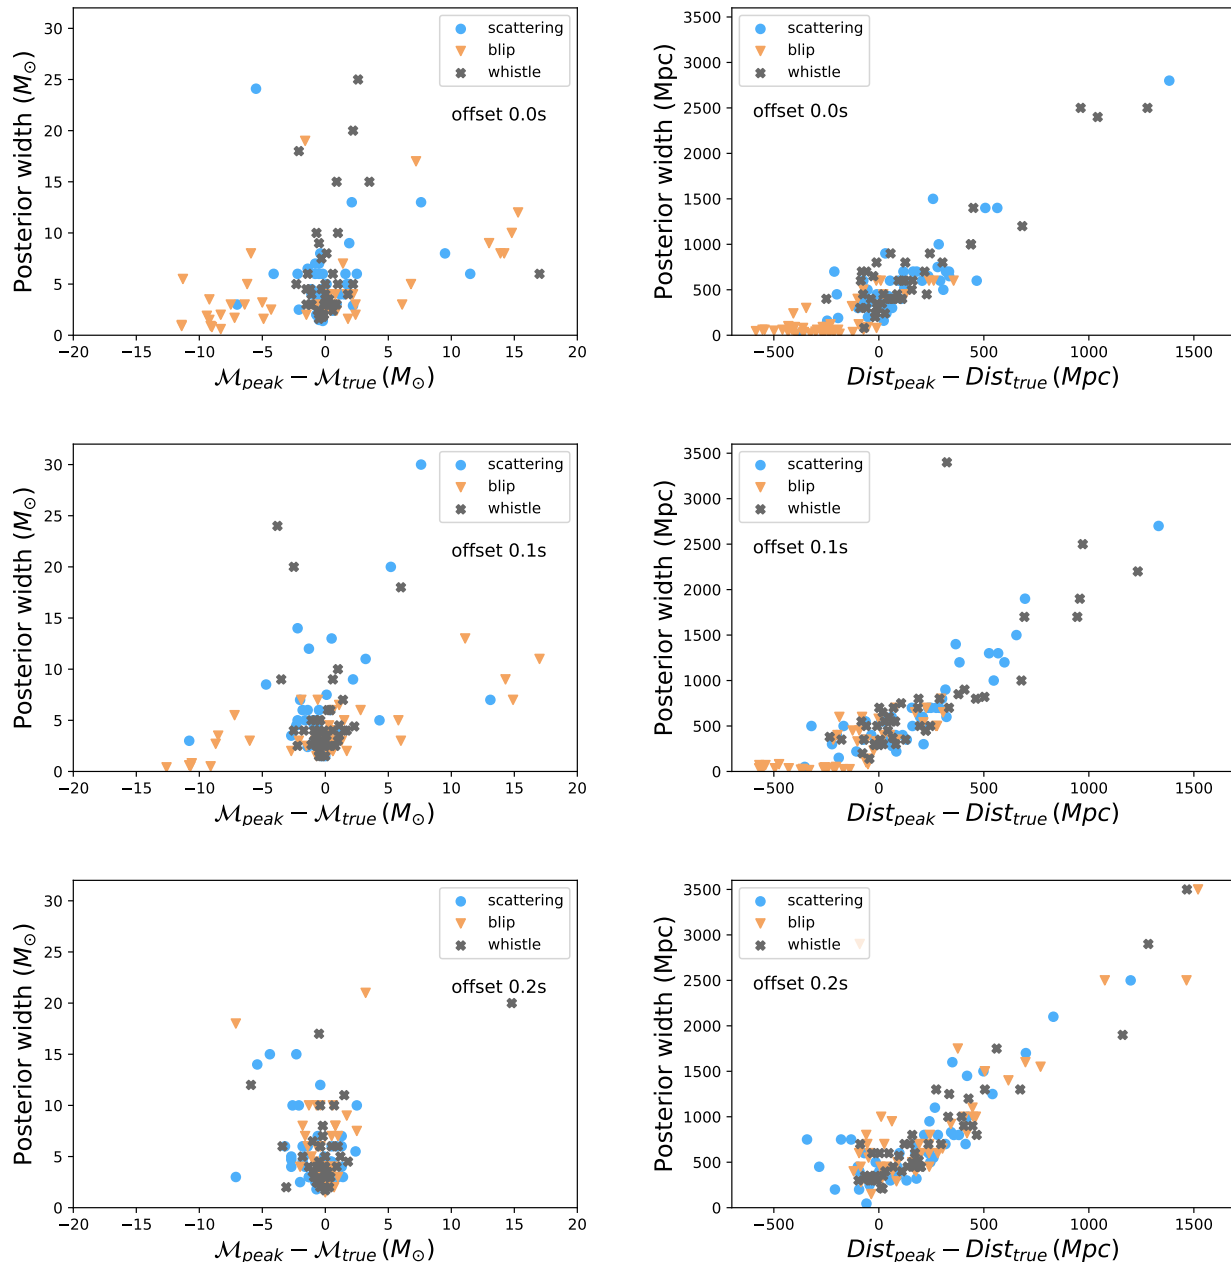 scattering
blip
whistle
offset 0.0s
Posterior width (M⊙)
30
25
20
15
10
5
0
−20 −15 −10 −5 0 5 10 15 20
ℳpeak − ℳtrue (M⊙)
scattering
blip
whistle
offset 0.0s
Posterior width (Mpc)
3500
3000
2500
2000
1500
1000
500
0
−500 0 500 1000 1500
Distpeak − Disttrue (Mpc)
scattering
blip
whistle
offset 0.1s
Posterior width (M⊙)
30
25
20
15
10
5
0
−20 −15 −10 −5 0 5 10 15 20
ℳpeak − ℳtrue (M⊙)
scattering
blip
whistle
offset 0.1s
Posterior width (Mpc)
3500
3000
2500
2000
1500
1000
500
0
−500 0 500 1000 1500
Distpeak − Disttrue (Mpc)
scattering
blip
whistle
offset 0.2s
Posterior width (M⊙)
30
25
20
15
10
5
0
−20 −15 −10 −5 0 5 10 15 20
ℳpeak − ℳtrue (M⊙)
scattering
blip
whistle
offset 0.2s
Posterior width (Mpc)
3500
3000
2500
2000
1500
1000
500
0
−500 0 500 1000 1500
Distpeak − Disttrue (Mpc)